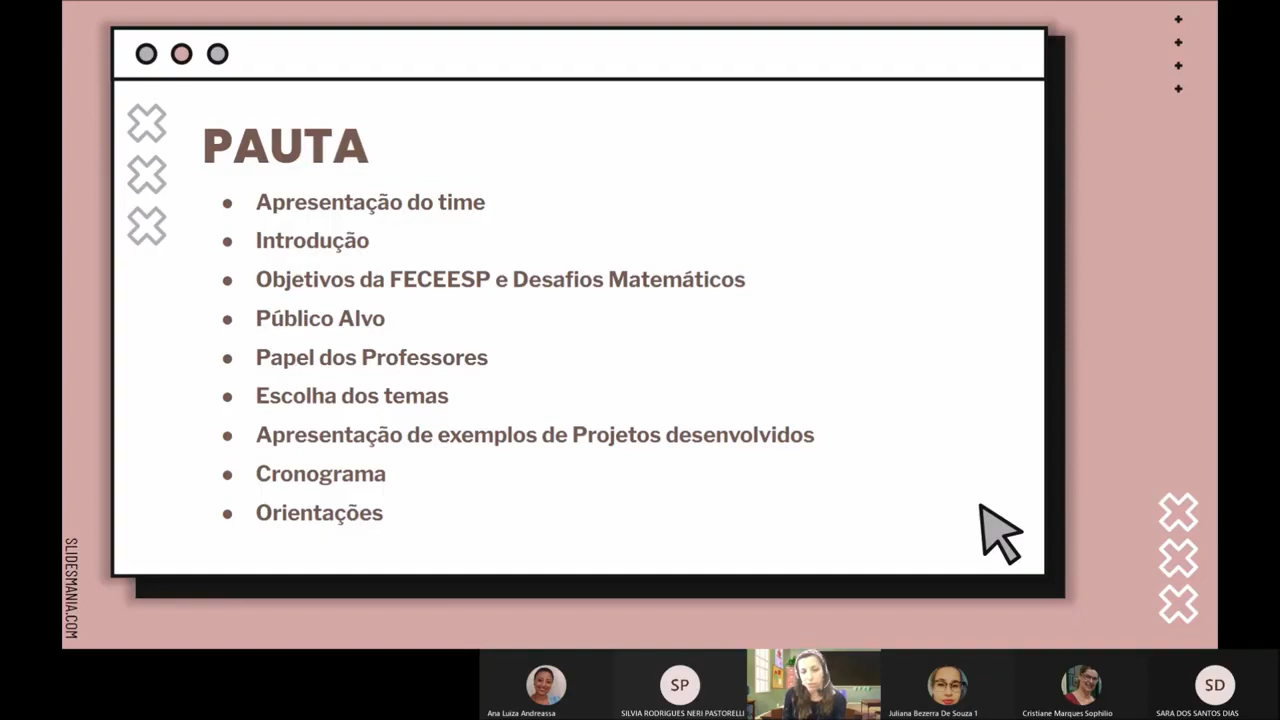 PAUTA
● Apresentação do time
● Introdução
● Objetivos da FECEESP e Desafios Matemáticos
● Público Alvo
● Papel dos Professores
● Escolha dos temas
● Apresentação de exemplos de Projetos desenvolvidos
● Cronograma
● Orientações
SLIDESMANIA.COM
SP
SD
Ana Luiza Andreassa
SILVIA RODRIGUES NERI PASTORELLI
Juliana Bezerra De Souza 1
Cristiane Marques Sophilio
SARA DOS SANTOS DIAS